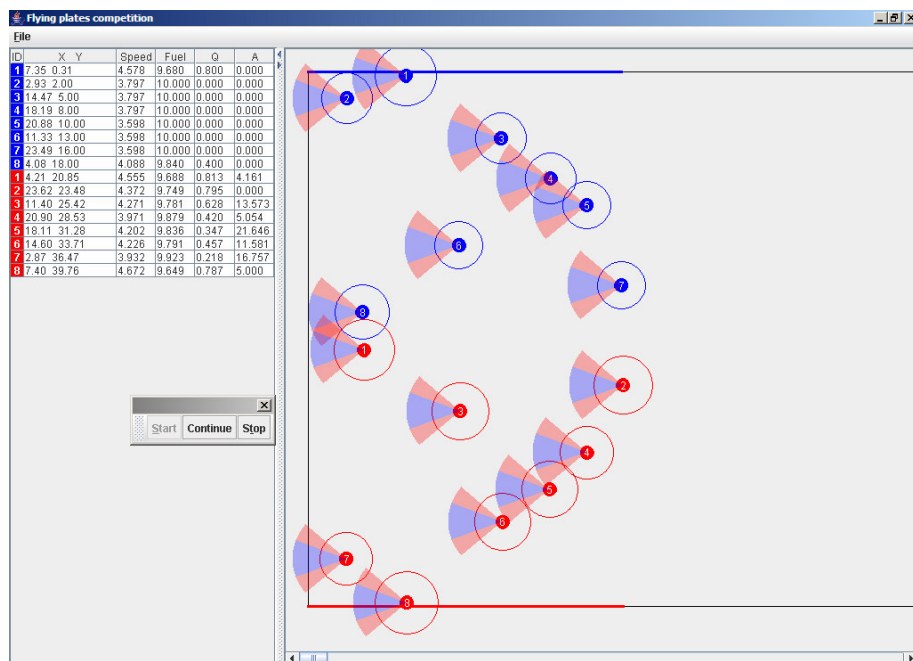 Flying plates competition
File
ID X Y Speed Fuel Q A
1 7.35 0.31 4.578 9.680 0.800 0.000
2 2.93 2.00 3.797 10.000 0.000 0.000
3 14.47 5.00 3.797 10.000 0.000 0.000
4 18.19 8.00 3.797 10.000 0.000 0.000
5 20.88 10.00 3.598 10.000 0.000 0.000
6 11.33 13.00 3.598 10.000 0.000 0.000
7 23.49 16.00 3.598 10.000 0.000 0.000
8 4.08 18.00 4.088 9.840 0.400 0.000
1 4.21 20.85 4.555 9.688 0.813 4.161
2 23.62 23.48 4.372 9.749 0.795 0.000
3 11.40 25.42 4.271 9.781 0.628 13.573
4 20.90 28.53 3.971 9.879 0.420 5.054
5 18.11 31.28 4.202 9.836 0.347 21.646
6 14.60 33.71 4.226 9.791 0.457 11.581
7 2.87 36.47 3.932 9.923 0.218 16.757
8 7.40 39.76 4.672 9.649 0.787 5.000
Start Continue Stop
1
2
3
4
5
6
7
8
1
2
3
4
5
6
7
8